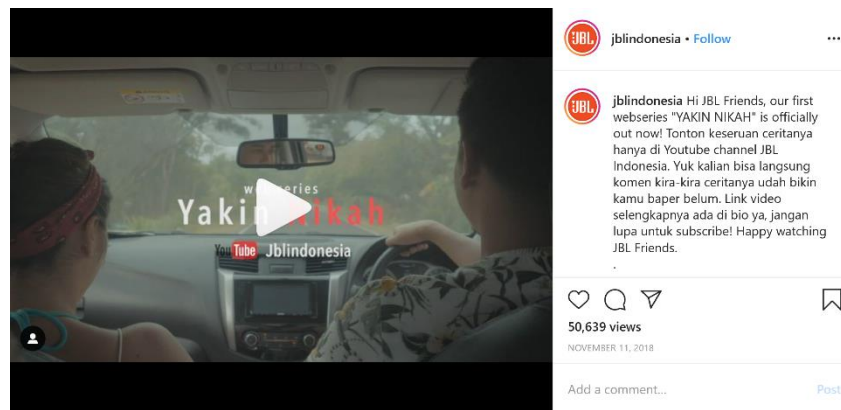 JBL
jblindonesia • Follow
webseries
Yakin Nikah
YouTube Jblindonesia
JBL
jblindonesia Hi JBL Friends, our first
webseries "YAKIN NIKAH" is officially
out now! Tonton keseruan ceritanya
hanya di Youtube channel JBL
Indonesia. Yuk kalian bisa langsung
komen kira-kira ceritanya udah bikin
kamu baper belum. Link video
selengkapnya ada di bio ya, jangan
lupa untuk subscribe! Happy watching
JBL Friends.
.
50,639 views
NOVEMBER 11, 2018
Add a comment...
Post